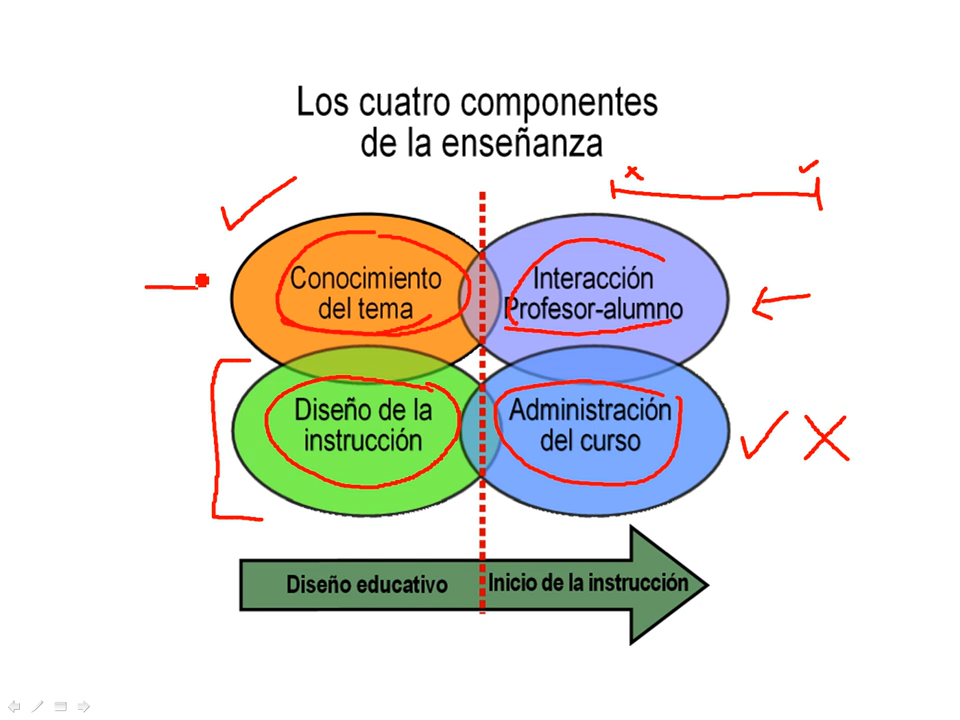 Los cuatro componentes
de la enseñanza
Conocimiento
del tema
Interacción
Profesor-alumno
Diseño de la
instrucción
Administración
del curso
Diseño educativo
Inicio de la instrucción